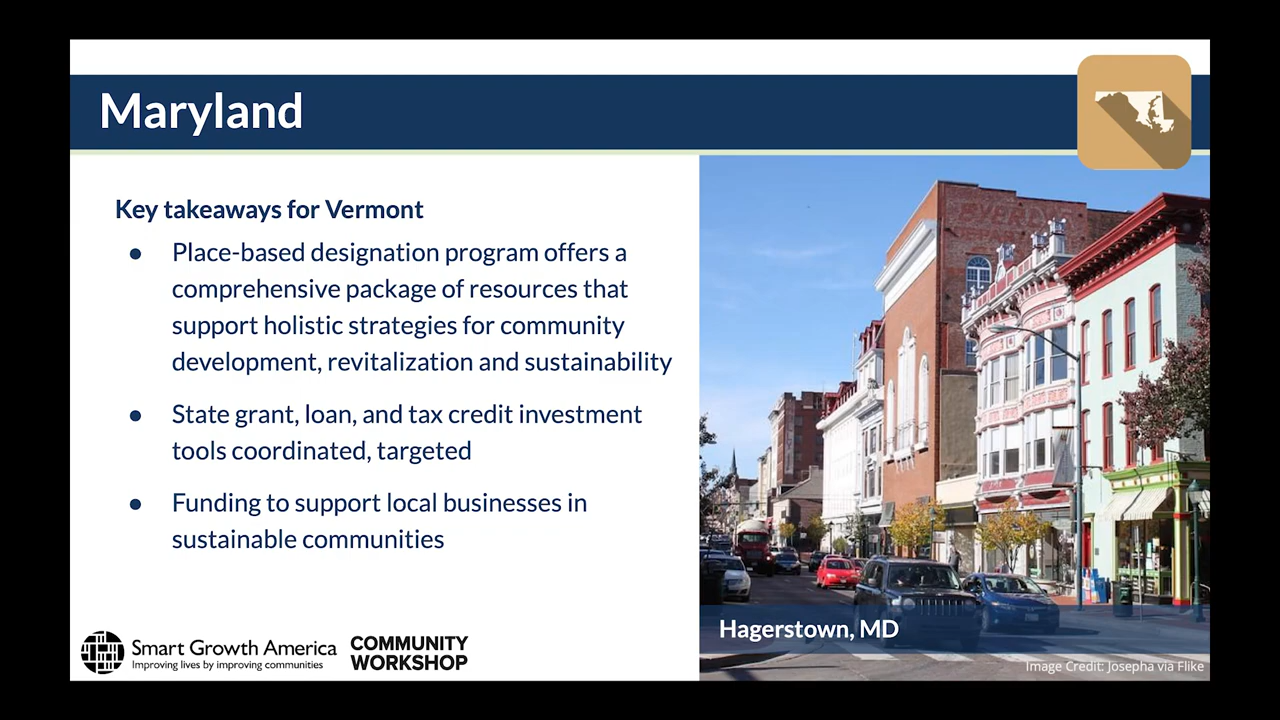 Maryland
Key takeaways for Vermont
● Place-based designation program offers a
comprehensive package of resources that
support holistic strategies for community
development, revitalization and sustainability
● State grant, loan, and tax credit investment
tools coordinated, targeted
● Funding to support local businesses in
sustainable communities
Smart Growth America
Improving lives by improving communities
COMMUNITY
WORKSHOP
Hagerstown, MD
Image Credit: Josepha via Flike